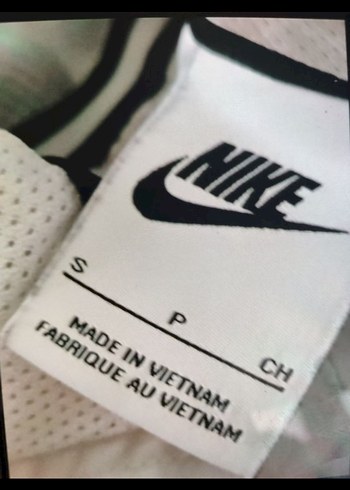 NIKE
S P CH
MADE IN VIETNAM
FABRIQUE AU VIETNAM